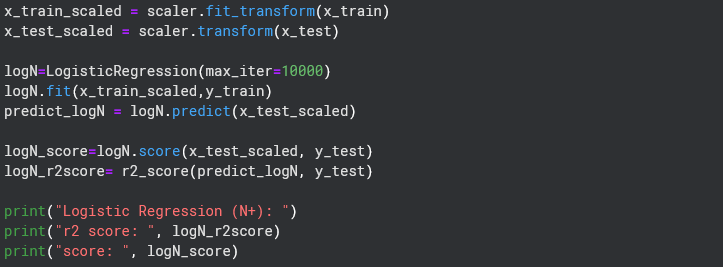 x_train_scaled = scaler.fit_transform(x_train)
x_test_scaled = scaler.transform(x_test)
logN=LogisticRegression(max_iter=10000)
logN.fit(x_train_scaled,y_train)
predict_logN = logN.predict(x_test_scaled)
logN_score=logN.score(x_test_scaled, y_test)
logN_r2score= r2_score(predict_logN, y_test)
print("Logistic Regression (N+): ")
print("r2 score: ", logN_r2score)
print("score: ", logN_score)